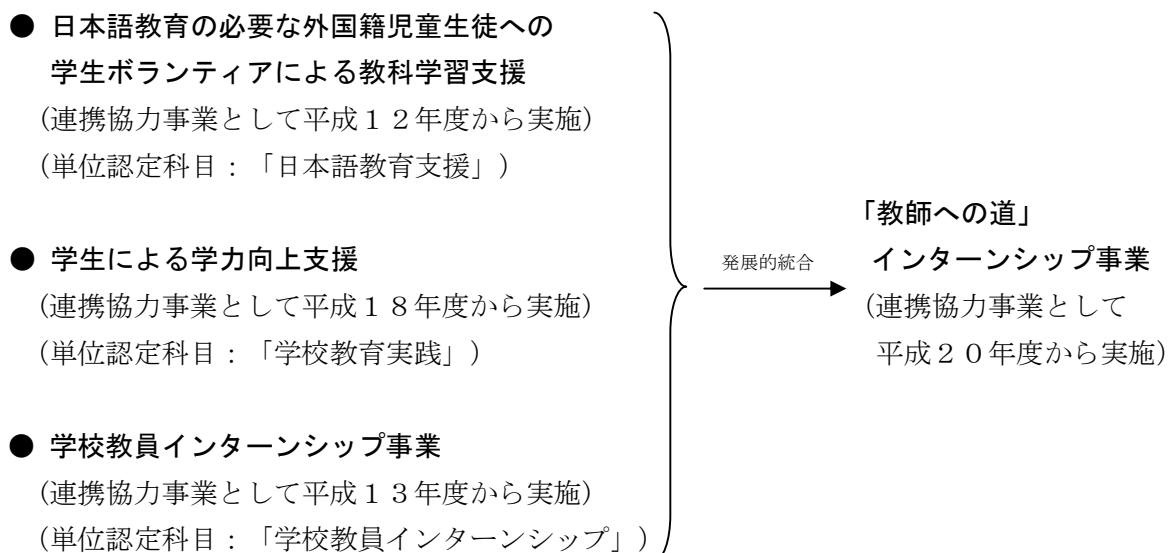 ● 日本語教育の必要な外国籍児童生徒への
学生ボランティアによる教科学習支援
（連携協力事業として平成１２年度から実施）
（単位認定科目：「日本語教育支援」）
● 学生による学力向上支援
（連携協力事業として平成１８年度から実施）
（単位認定科目：「学校教育実践」）
● 学校教員インターンシップ事業
（連携協力事業として平成１３年度から実施）
（単位認定科目：「学校教員インターンシップ」）
発展的統合
「教師への道」
インターンシップ事業
（連携協力事業として
平成２０年度から実施）